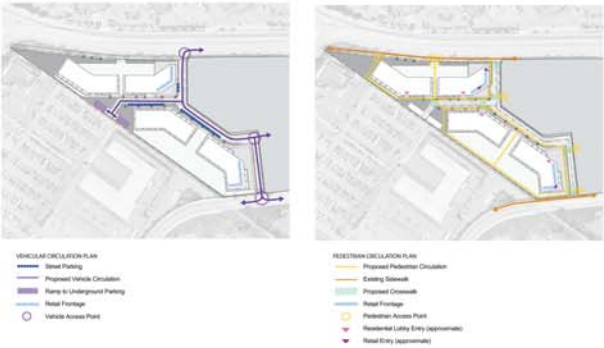 VEHICULAR CIRCULATION PLAN
Street Parking
Proposed Vehicle Circulation
Ramp to Underground Parking
Retail Frontage
Vehicle Access Point
PEDESTRIAN CIRCULATION PLAN
Proposed Pedestrian Circulation
Existing Sidewalk
Proposed Crosswalk
Retail Frontage
Pedestrian Access Point
Residential Lobby Entry (approximate)
Retail Entry (approximate)